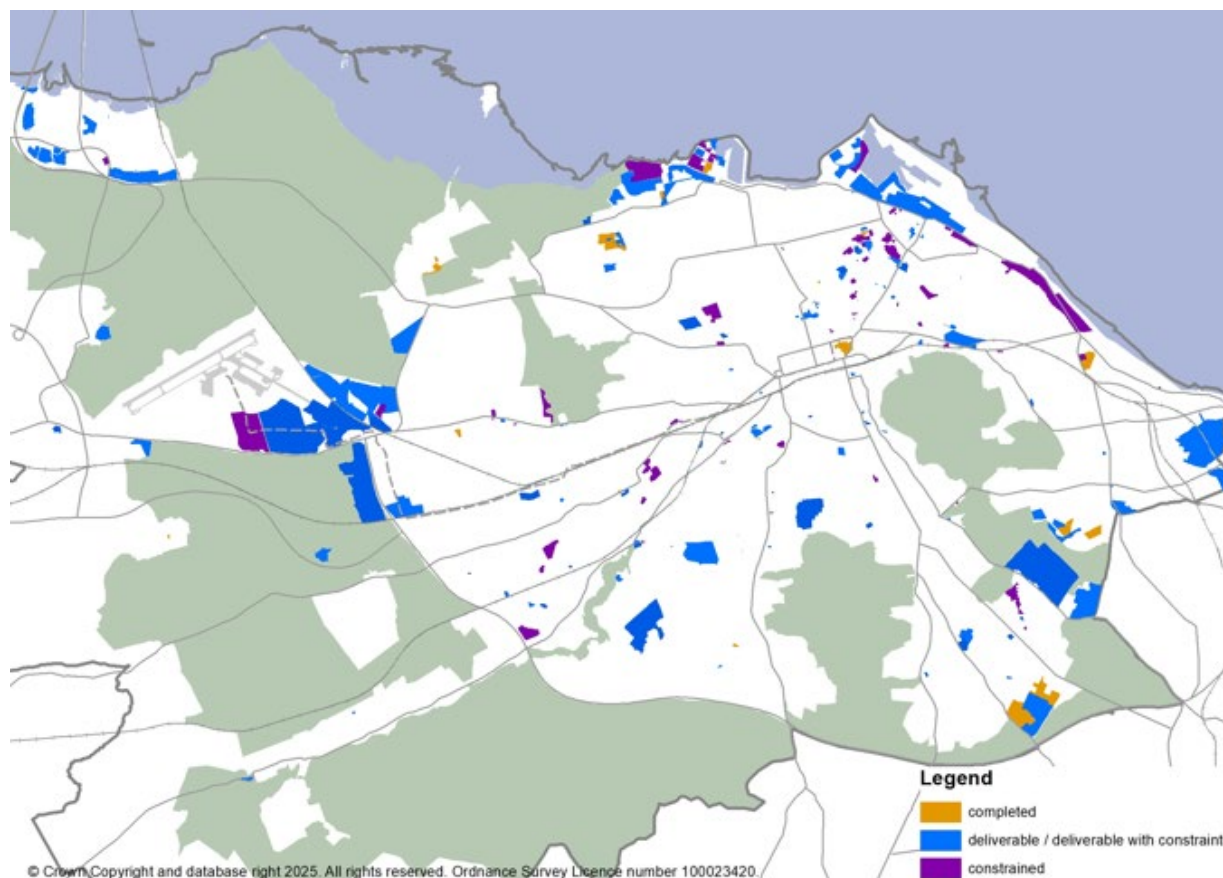 Legend
completed
deliverable / deliverable with constraint
constrained
© Crown Copyright and database right 2025. All rights reserved. Ordnance Survey Licence number 100023420.